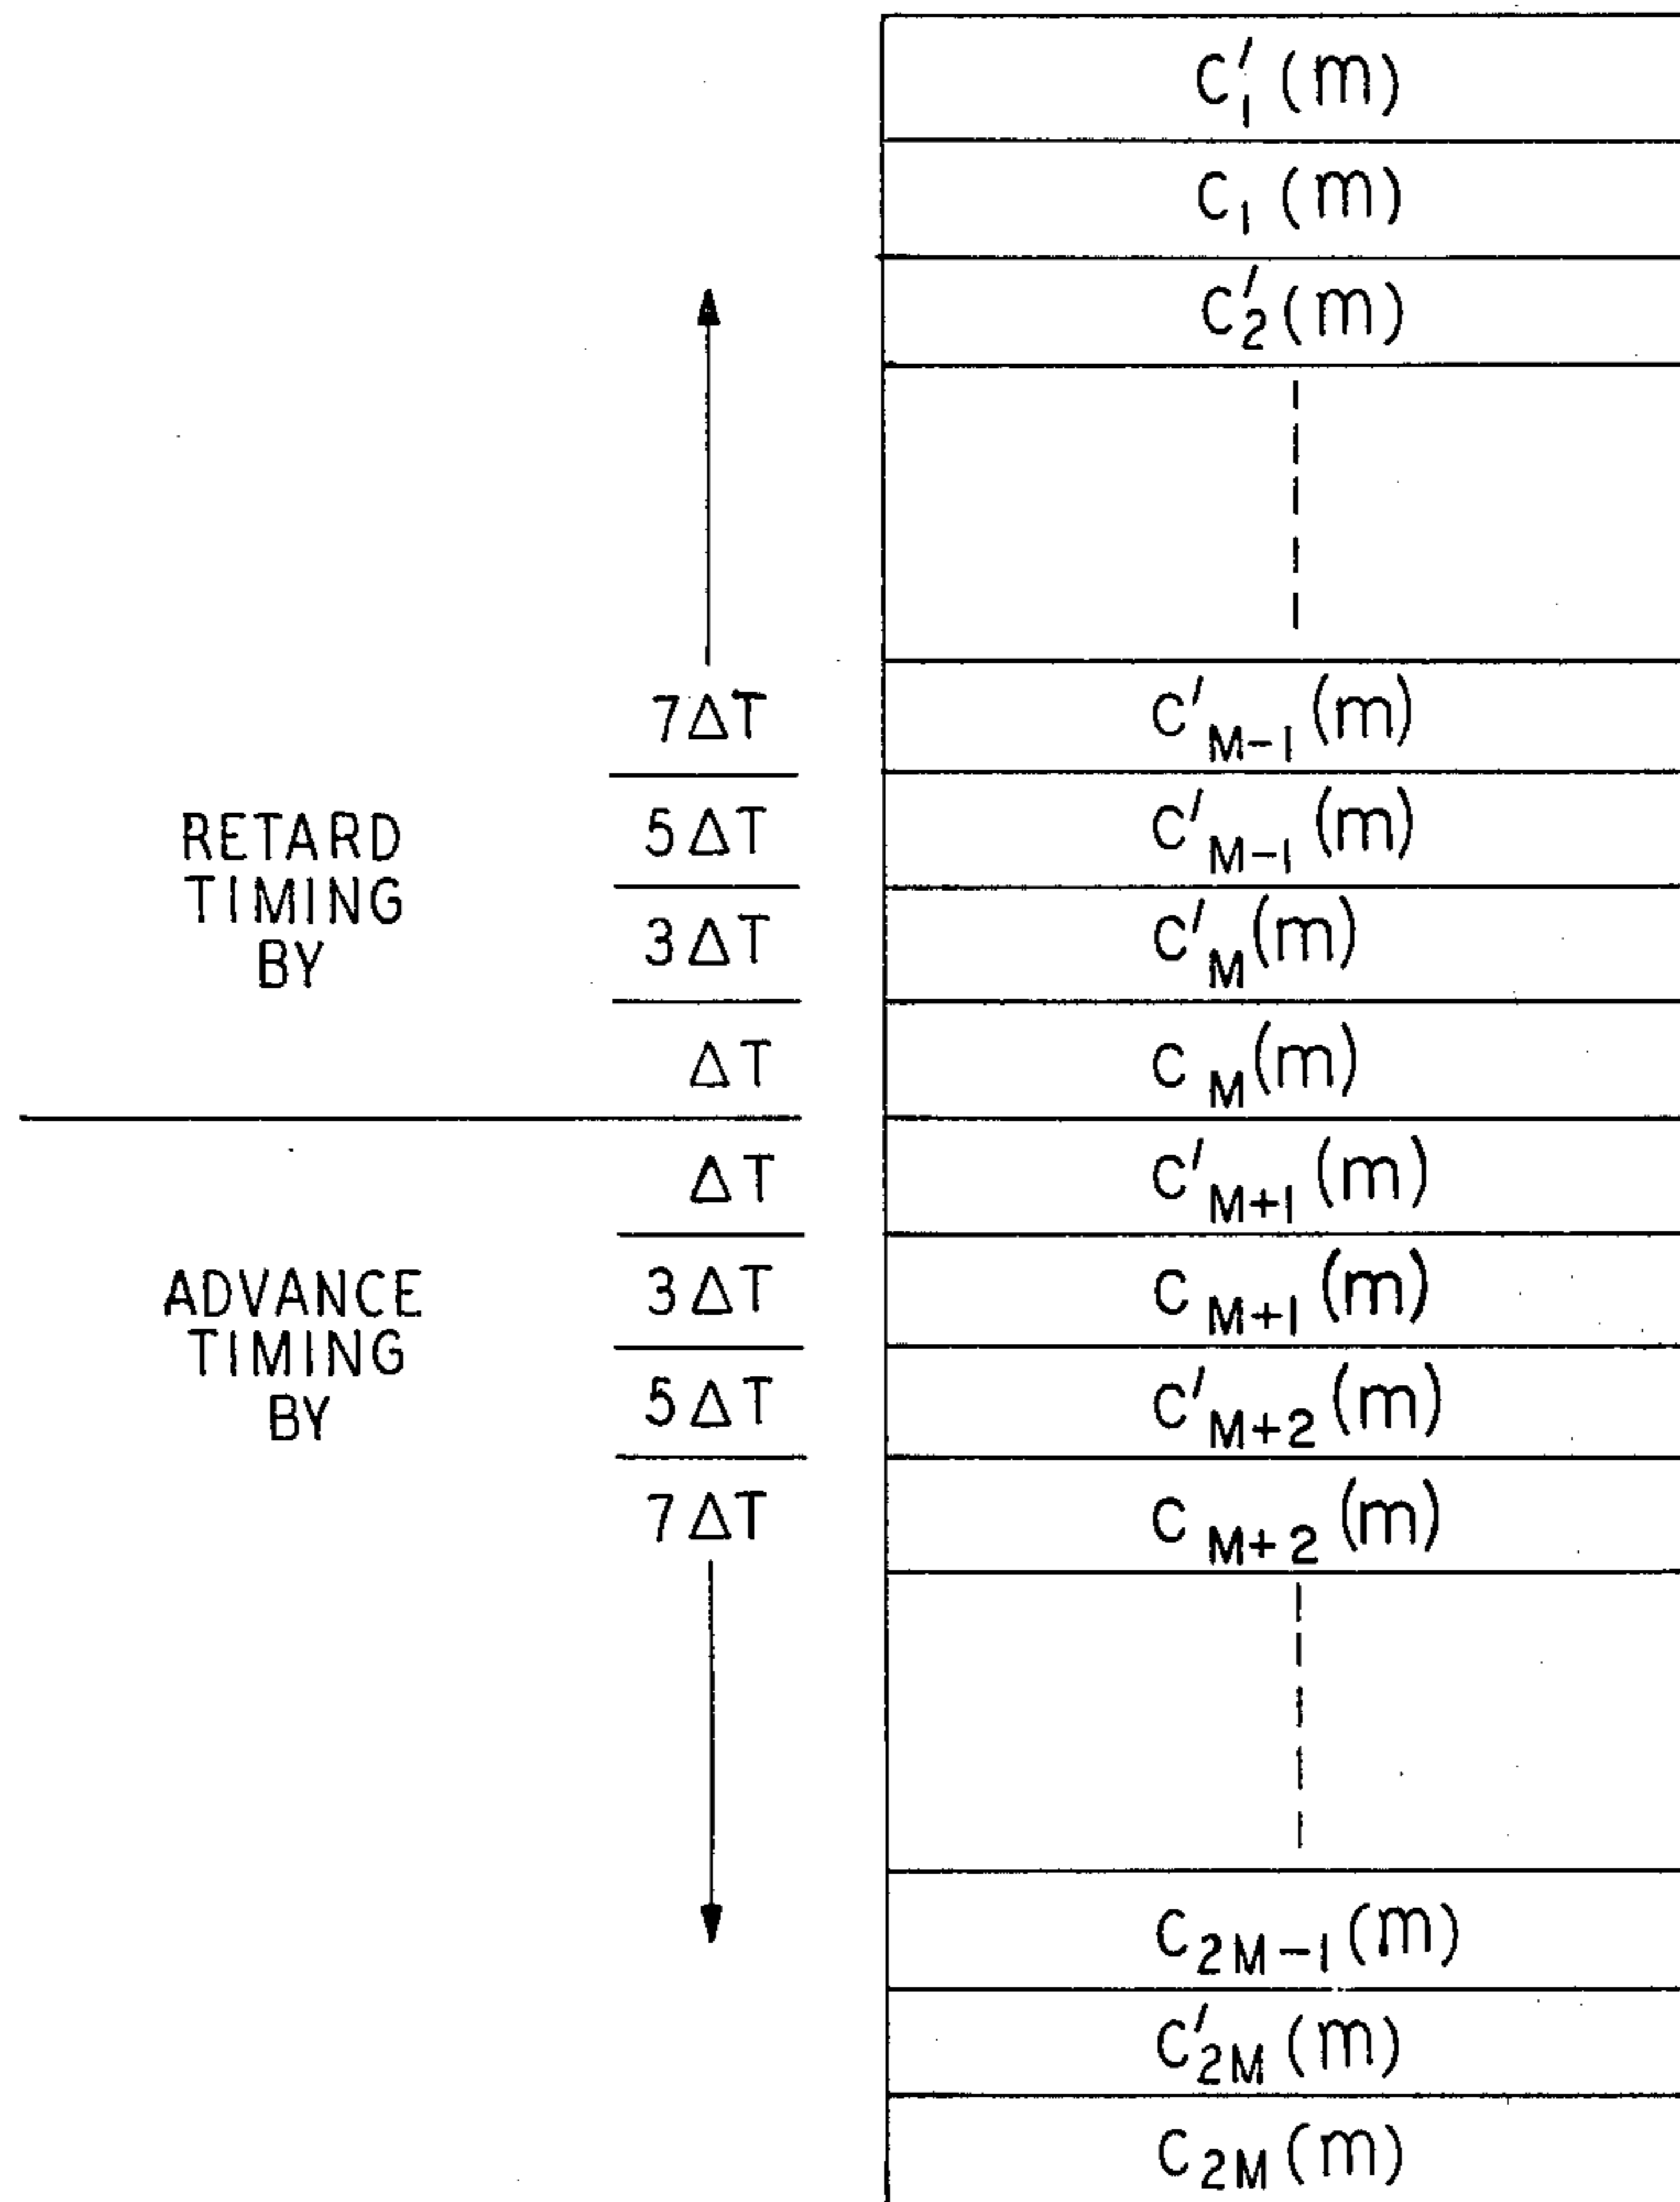 C′₁(m)
C₁(m)
C′₂(m)
7ΔT C′M−1(m)
RETARD TIMING BY
5ΔT C′M−1(m)
3ΔT C′M(m)
ΔT CM(m)
ΔT C′M+1(m)
ADVANCE TIMING BY
3ΔT CM+1(m)
5ΔT C′M+2(m)
7ΔT CM+2(m)
C2M−1(m)
C′2M(m)
C2M(m)